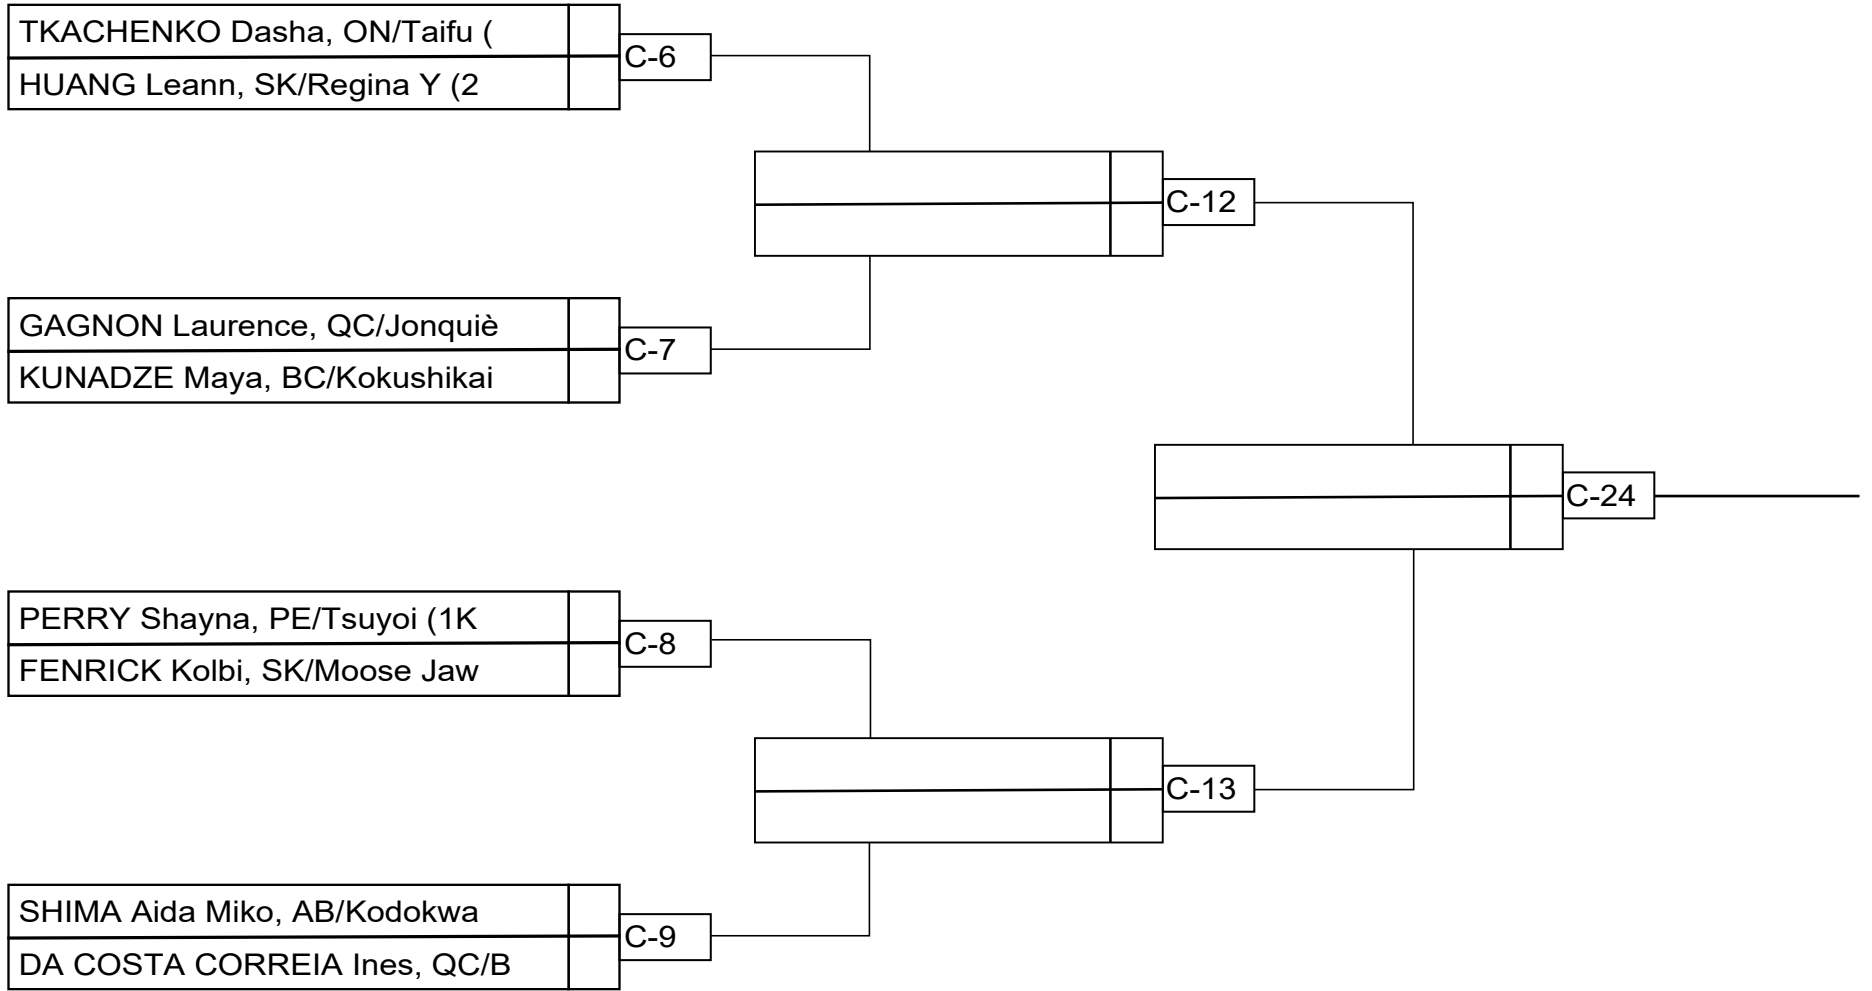 TKACHENKO Dasha, ON/Taifu (
C-6
HUANG Leann, SK/Regina Y (2
C-12
GAGNON Laurence, QC/Jonquiè
C-7
KUNADZE Maya, BC/Kokushikai
C-24
PERRY Shayna, PE/Tsuyoi (1K
C-8
FENRICK Kolbi, SK/Moose Jaw
C-13
SHIMA Aida Miko, AB/Kodokwa
C-9
DA COSTA CORREIA Ines, QC/B